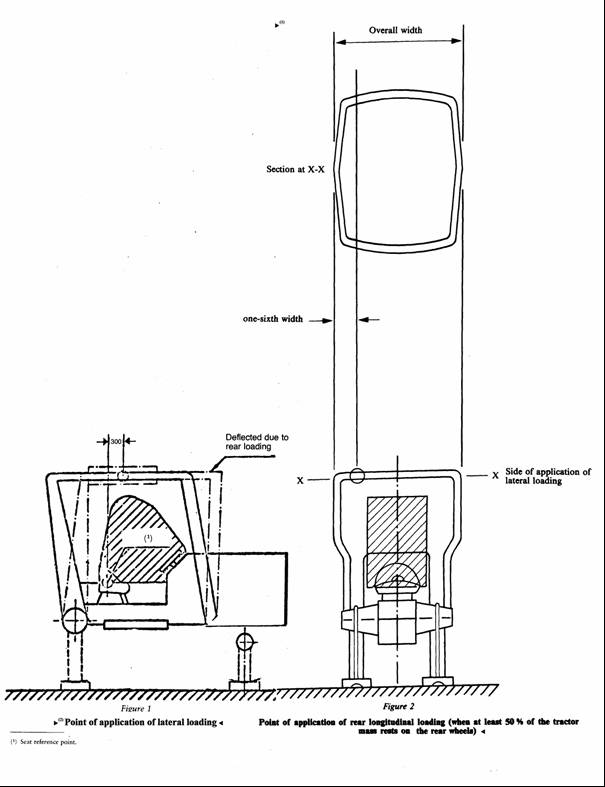 ►(1)
Overall width
Section at X-X
one-sixth width
300
Deflected due to
rear loading
X
X
Side of application of
lateral loading
(¹)
Figure 1
►(2) Point of application of lateral loading ◄
Figure 2
Point of application of rear longitudinal loading (when at least 50 % of the tractor
mass rests on the rear wheels) ◄
(¹) Seat reference point.